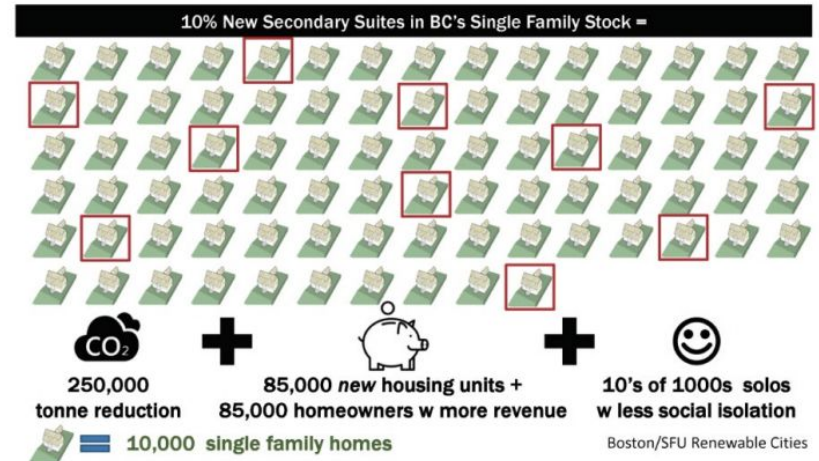 10% New Secondary Suites in BC's Single Family Stock =
CO2
250,000
tonne reduction
85,000 new housing units +
85,000 homeowners w more revenue
10's of 1000s solos
w less social isolation
10,000 single family homes
Boston/SFU Renewable Cities